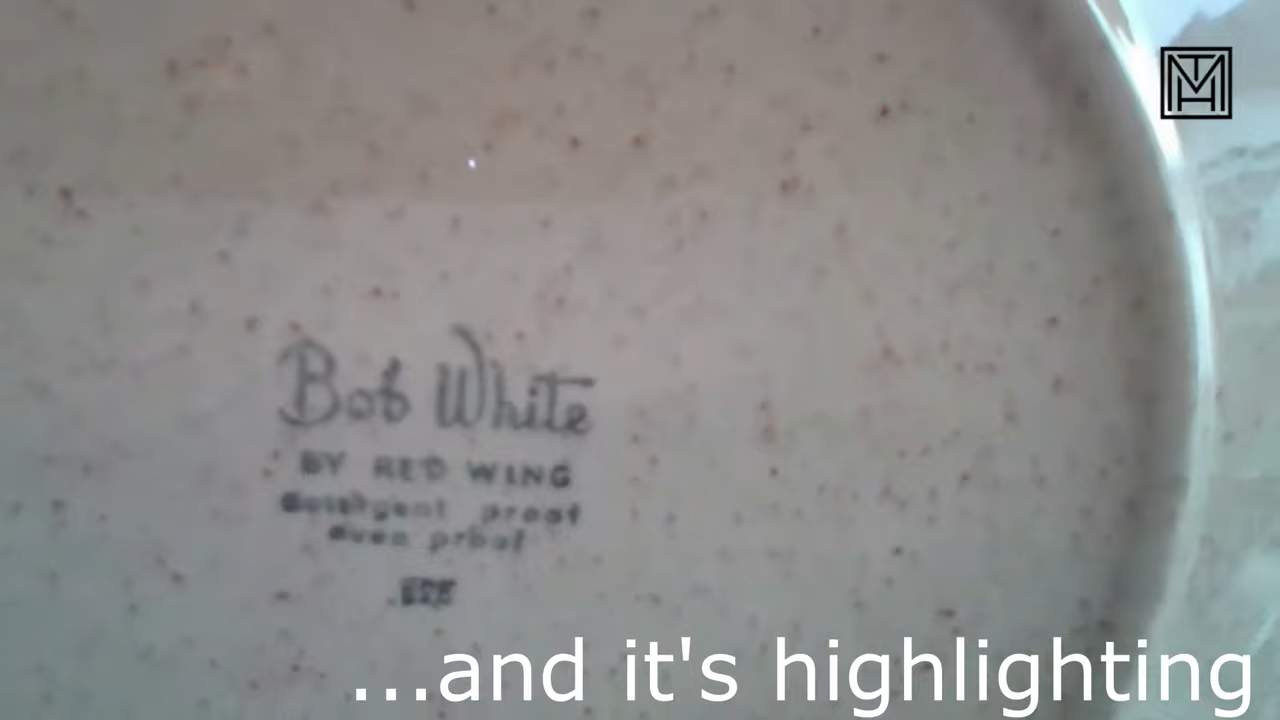 Bob White
BY RED WING
detergent proof
oven proof
...and it's highlighting